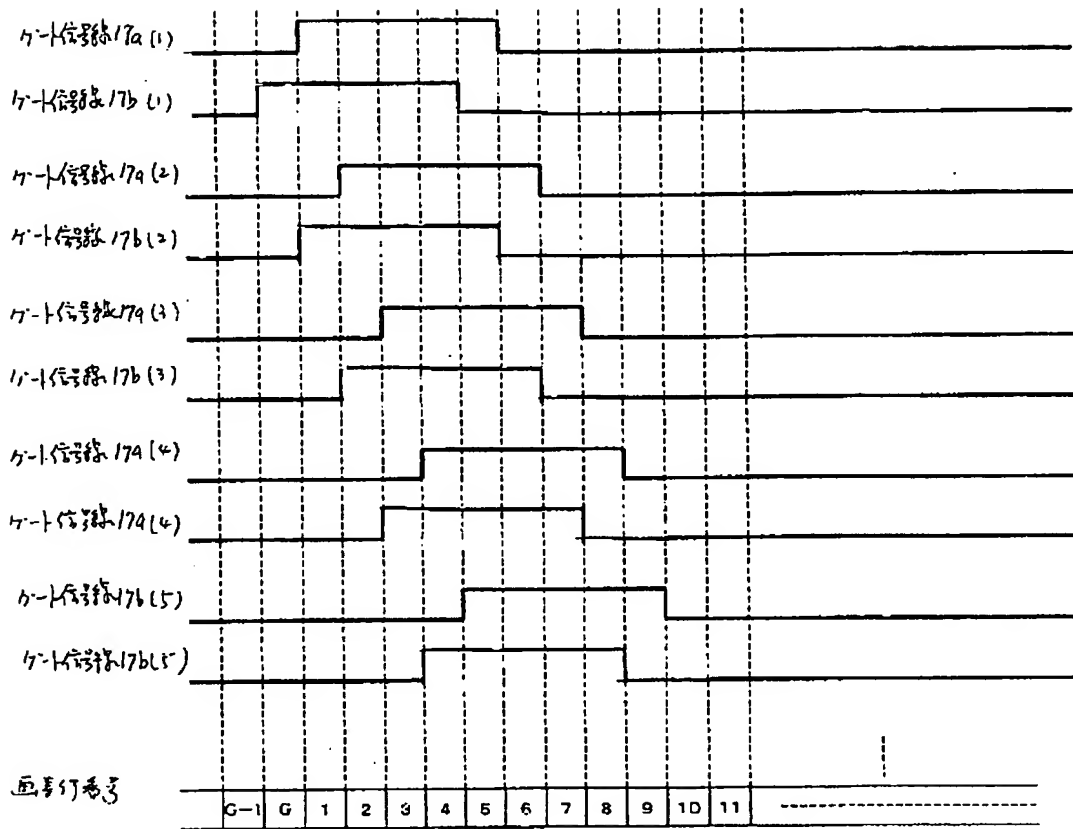 ゲート信号線17a(1)
ゲート信号線17b(1)
ゲート信号線17a(2)
ゲート信号線17b(2)
ゲート信号線17a(3)
ゲート信号線17b(3)
ゲート信号線17a(4)
ゲート信号線17a(4)
ゲート信号線17b(5)
ゲート信号線17b(5)
画素行番号
G-1 G 1 2 3 4 5 6 7 8 9 10 11